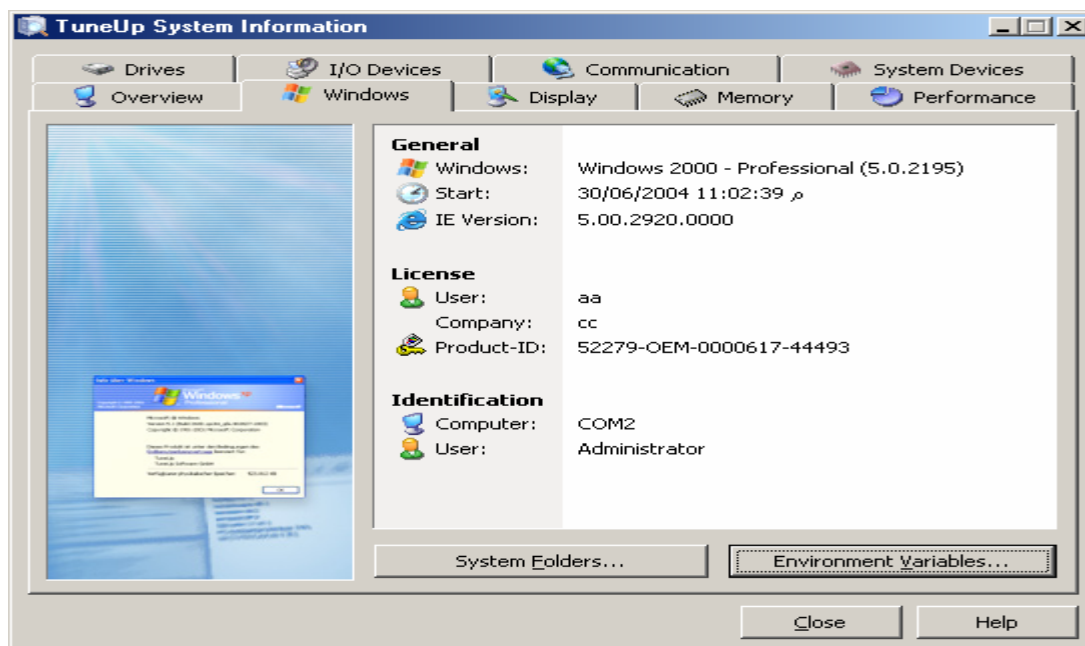 TuneUp System Information
Drives I/O Devices Communication System Devices
Overview Windows Display Memory Performance
General
Windows: Windows 2000 - Professional (5.0.2195)
Start: 30/06/2004 11:02:39 م
IE Version: 5.00.2920.0000
License
User: aa
Company: cc
Product-ID: 52279-OEM-0000617-44493
Identification
Computer: COM2
User: Administrator
Windows
System Folders... Environment Variables...
Close Help